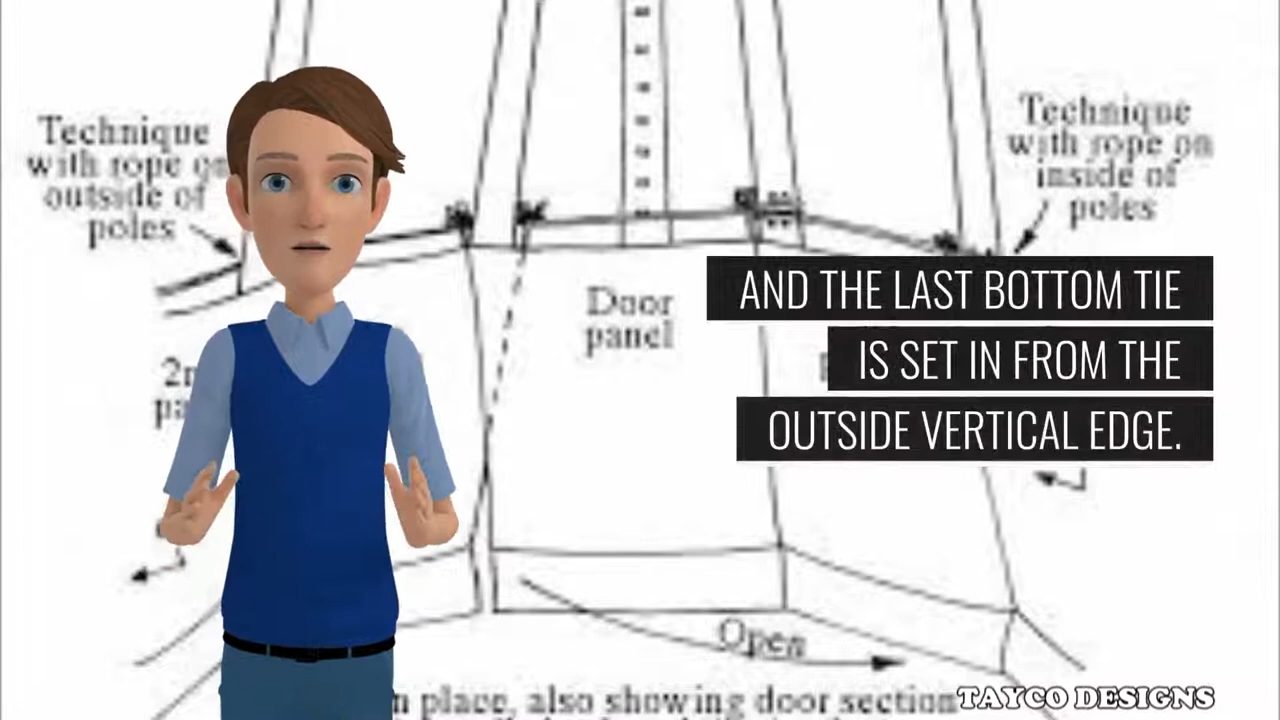 Technique
with rope on
outside of
poles
Technique
with rope on
inside of
poles
Door
panel
AND THE LAST BOTTOM TIE
IS SET IN FROM THE
OUTSIDE VERTICAL EDGE.
Open
place, also showing door section
TAYCO DESIGNS